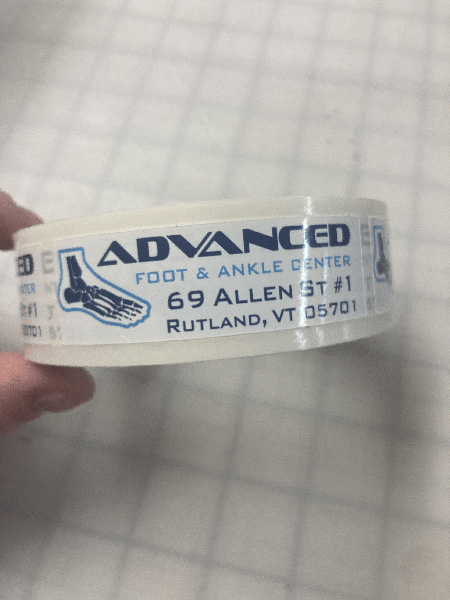 ADVANCED
FOOT & ANKLE CENTER
69 ALLEN ST #1
RUTLAND, VT 05701